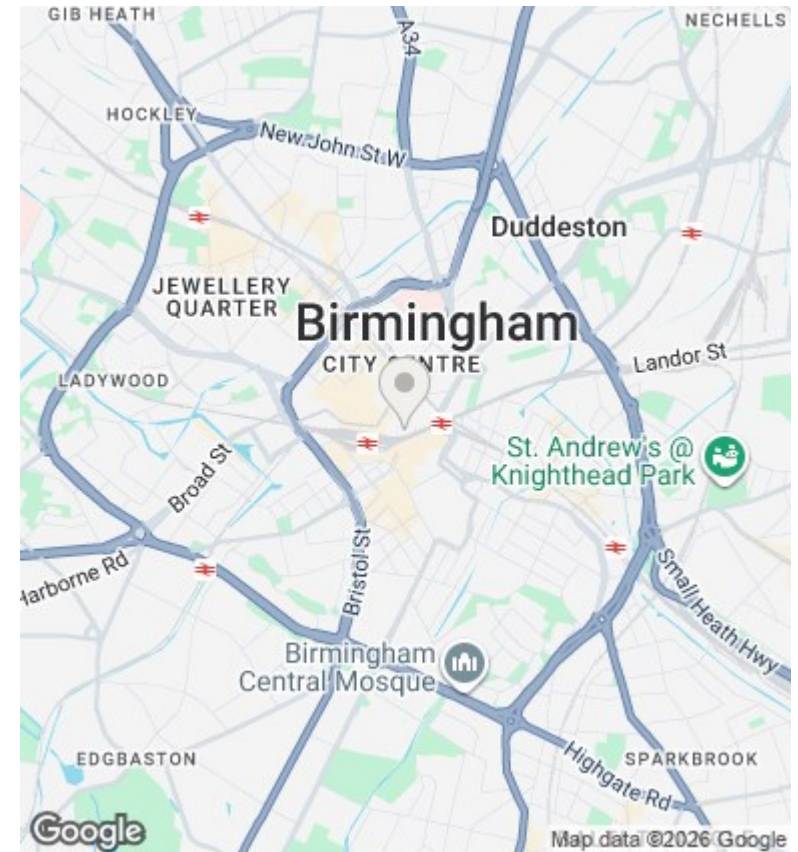 GIB HEATH
A34
NECHELLS
HOCKLEY
New John St W
Duddeston
JEWELLERY
QUARTER
Birmingham
CITY CENTRE
Landor St
LADYWOOD
Broad St
St. Andrew's @
Knighthead Park
Harborne Rd
Bristol St
Small Heath Hwy
Birmingham
Central Mosque
EDGBASTON
SPARKBROOK
Highgate Rd
Google
Map data ©2026 Google